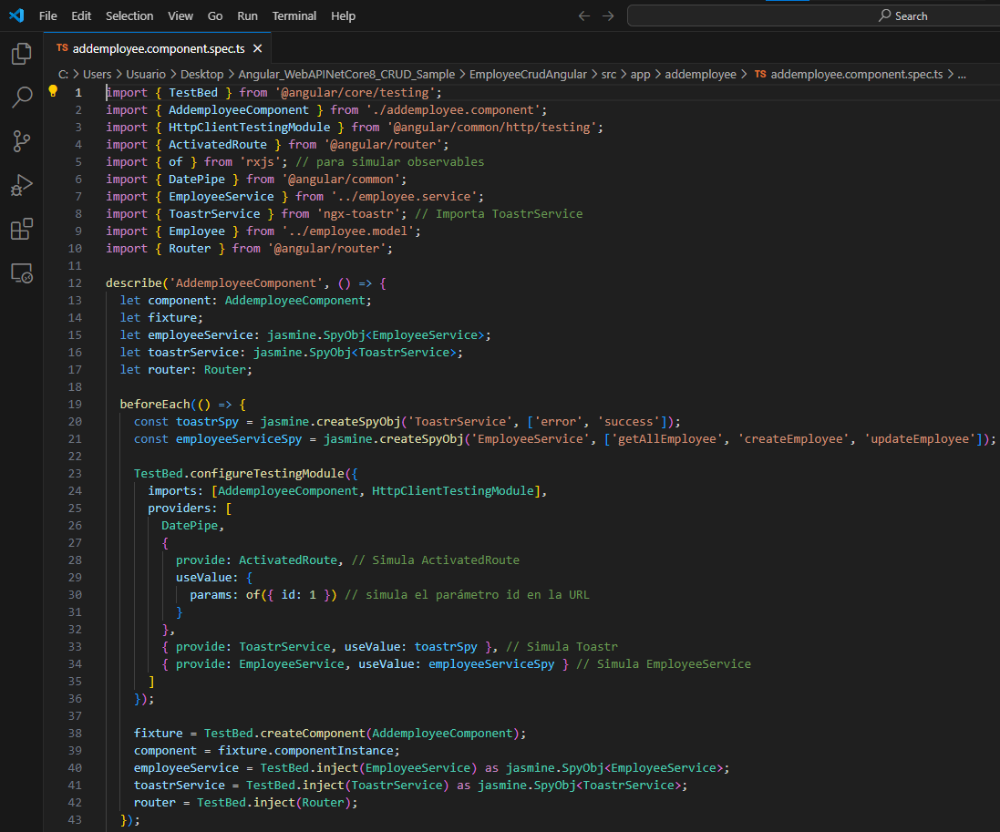 File Edit Selection View Go Run Terminal Help Search
TS addemployee.component.spec.ts
C: > Users > Usuario > Desktop > Angular_WebAPINetCore8_CRUD_Sample > EmployeeCrudAngular > src > app > addemployee > TS addemployee.component.spec.ts > ...
1 import { TestBed } from '@angular/core/testing';
2 import { AddemployeeComponent } from './addemployee.component';
3 import { HttpClientTestingModule } from '@angular/common/http/testing';
4 import { ActivatedRoute } from '@angular/router';
5 import { of } from 'rxjs'; // para simular observables
6 import { DatePipe } from '@angular/common';
7 import { EmployeeService } from '../employee.service';
8 import { ToastrService } from 'ngx-toastr'; // Importa ToastrService
9 import { Employee } from '../employee.model';
10 import { Router } from '@angular/router';
11
12 describe('AddemployeeComponent', () => {
13   let component: AddemployeeComponent;
14   let fixture;
15   let employeeService: jasmine.SpyObj<EmployeeService>;
16   let toastrService: jasmine.SpyObj<ToastrService>;
17   let router: Router;
18
19   beforeEach(() => {
20     const toastrSpy = jasmine.createSpyObj('ToastrService', ['error', 'success']);
21     const employeeServiceSpy = jasmine.createSpyObj('EmployeeService', ['getAllEmployee', 'createEmployee', 'updateEmployee']);
22
23     TestBed.configureTestingModule({
24       imports: [AddemployeeComponent, HttpClientTestingModule],
25       providers: [
26         DatePipe,
27         {
28           provide: ActivatedRoute, // Simula ActivatedRoute
29           useValue: {
30             params: of({ id: 1 }) // simula el parámetro id en la URL
31           }
32         },
33         { provide: ToastrService, useValue: toastrSpy }, // Simula Toastr
34         { provide: EmployeeService, useValue: employeeServiceSpy } // Simula EmployeeService
35       ]
36     });
37
38     fixture = TestBed.createComponent(AddemployeeComponent);
39     component = fixture.componentInstance;
40     employeeService = TestBed.inject(EmployeeService) as jasmine.SpyObj<EmployeeService>;
41     toastrService = TestBed.inject(ToastrService) as jasmine.SpyObj<ToastrService>;
42     router = TestBed.inject(Router);
43   });